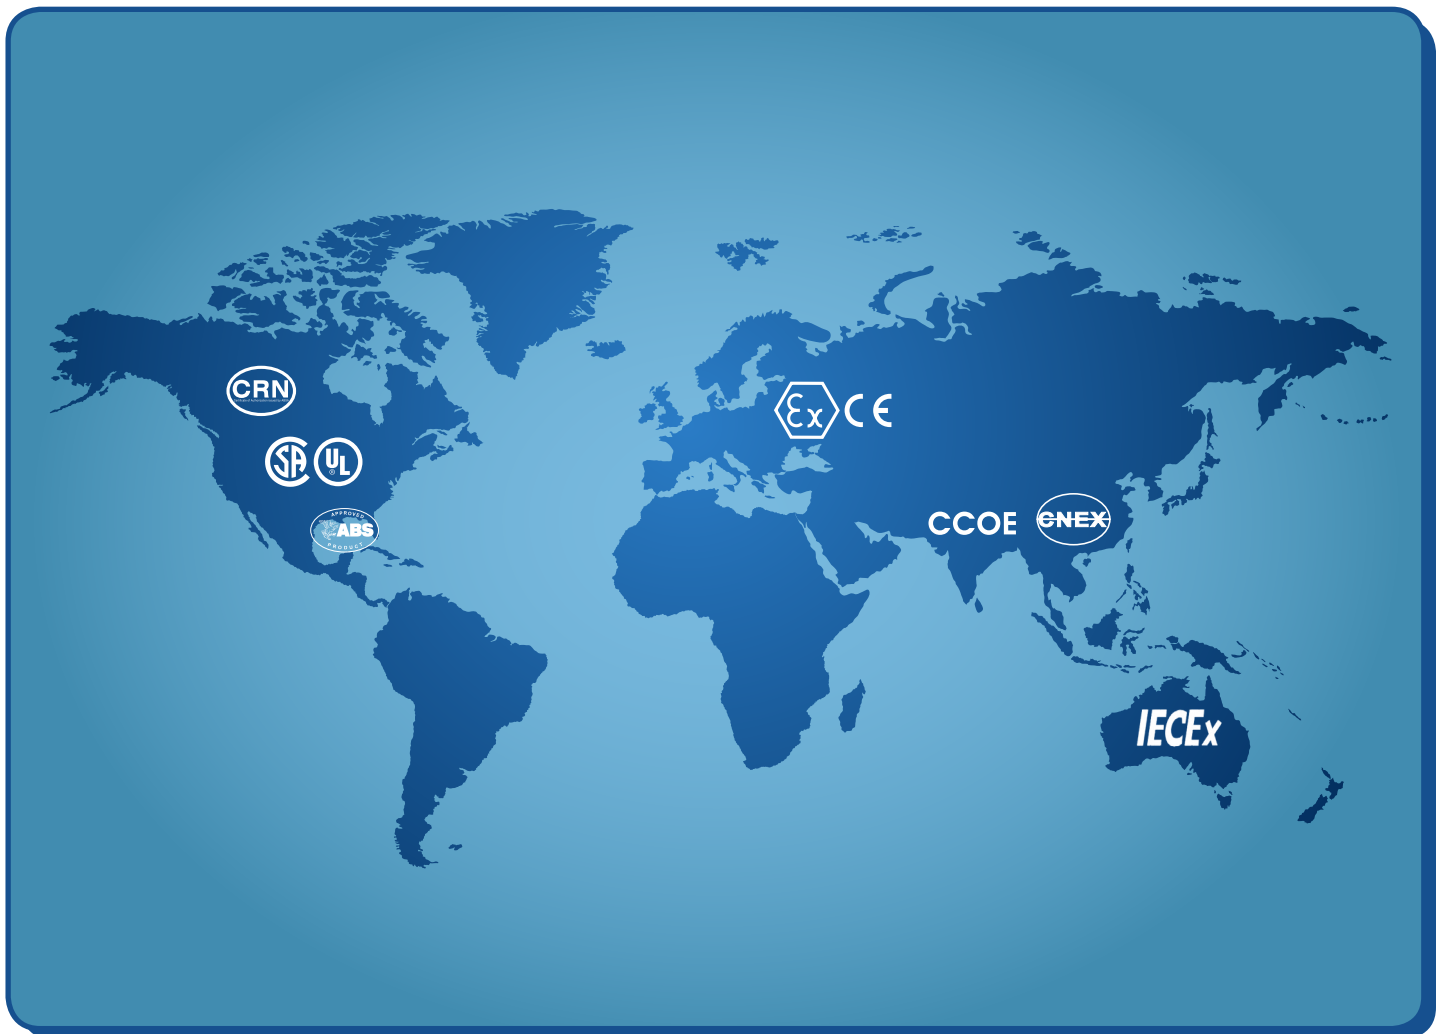 CRN
SA
UL
®
APPROVED
ABS
PRODUCT
Ex CE
CCOE
CNEX
IECEx